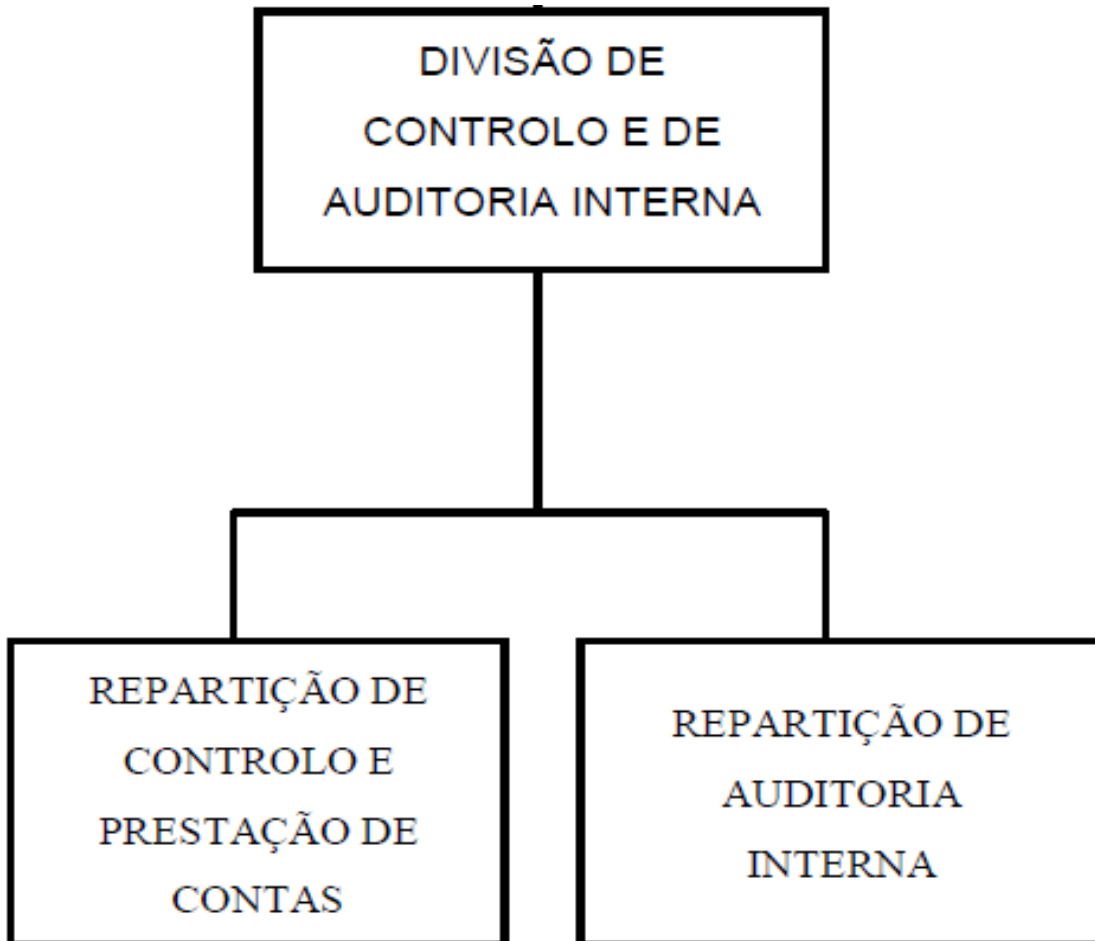 DIVISÃO DE
CONTROLO E DE
AUDITORIA INTERNA
REPARTIÇÃO DE
CONTROLO E
PRESTAÇÃO DE
CONTAS
REPARTIÇÃO DE
AUDITORIA
INTERNA